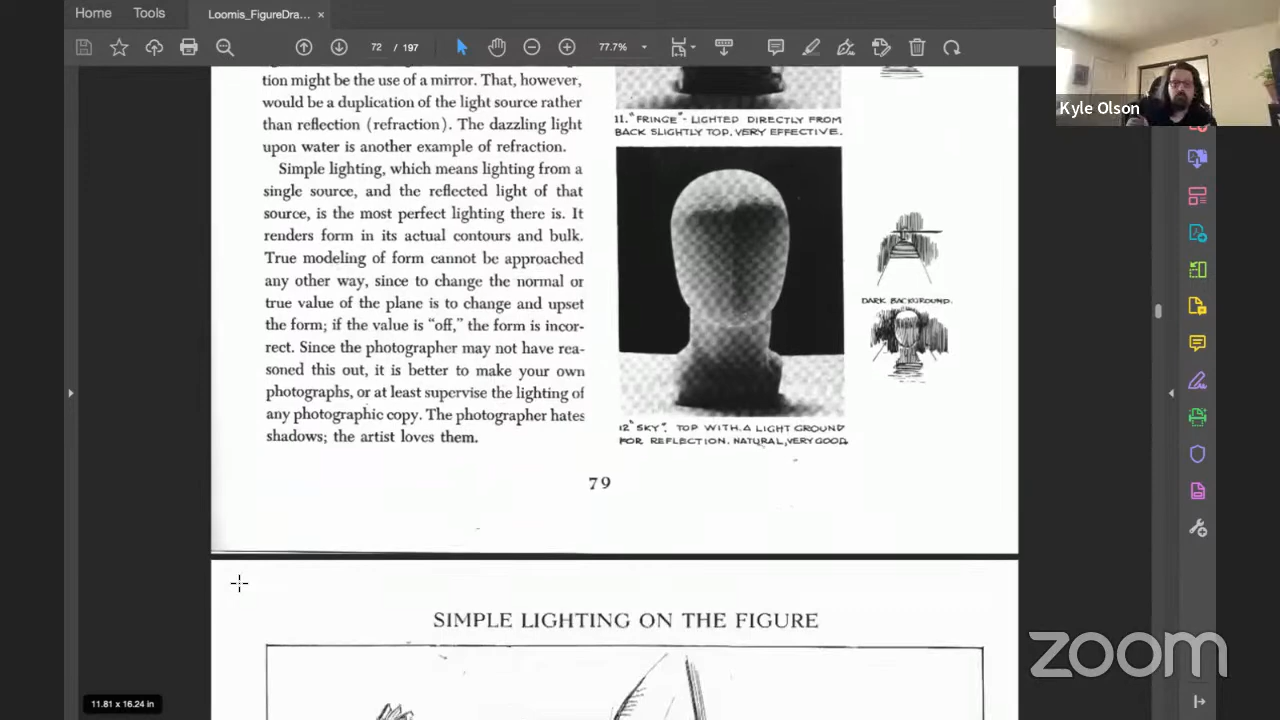 Home
Tools
Loomis_FigureDra...
×
72 / 197
77.7%
Kyle Olson
tion might be the use of a mirror. That, however,
would be a duplication of the light source rather
than reflection (refraction). The dazzling light
upon water is another example of refraction.
Simple lighting, which means lighting from a
single source, and the reflected light of that
source, is the most perfect lighting there is. It
renders form in its actual contours and bulk.
True modeling of form cannot be approached
any other way, since to change the normal or
true value of the plane is to change and upset
the form; if the value is “off,” the form is incor-
rect. Since the photographer may not have rea-
soned this out, it is better to make your own
photographs, or at least supervise the lighting of
any photographic copy. The photographer hates
shadows; the artist loves them.
11. "FRINGE" - LIGHTED DIRECTLY FROM
BACK SLIGHTLY TOP, VERY EFFECTIVE.
DARK BACKGROUND.
12 "SKY". TOP WITH A LIGHT GROUND
FOR REFLECTION. NATURAL, VERY GOOD
79
SIMPLE LIGHTING ON THE FIGURE
11.81 x 16.24 in
zoom